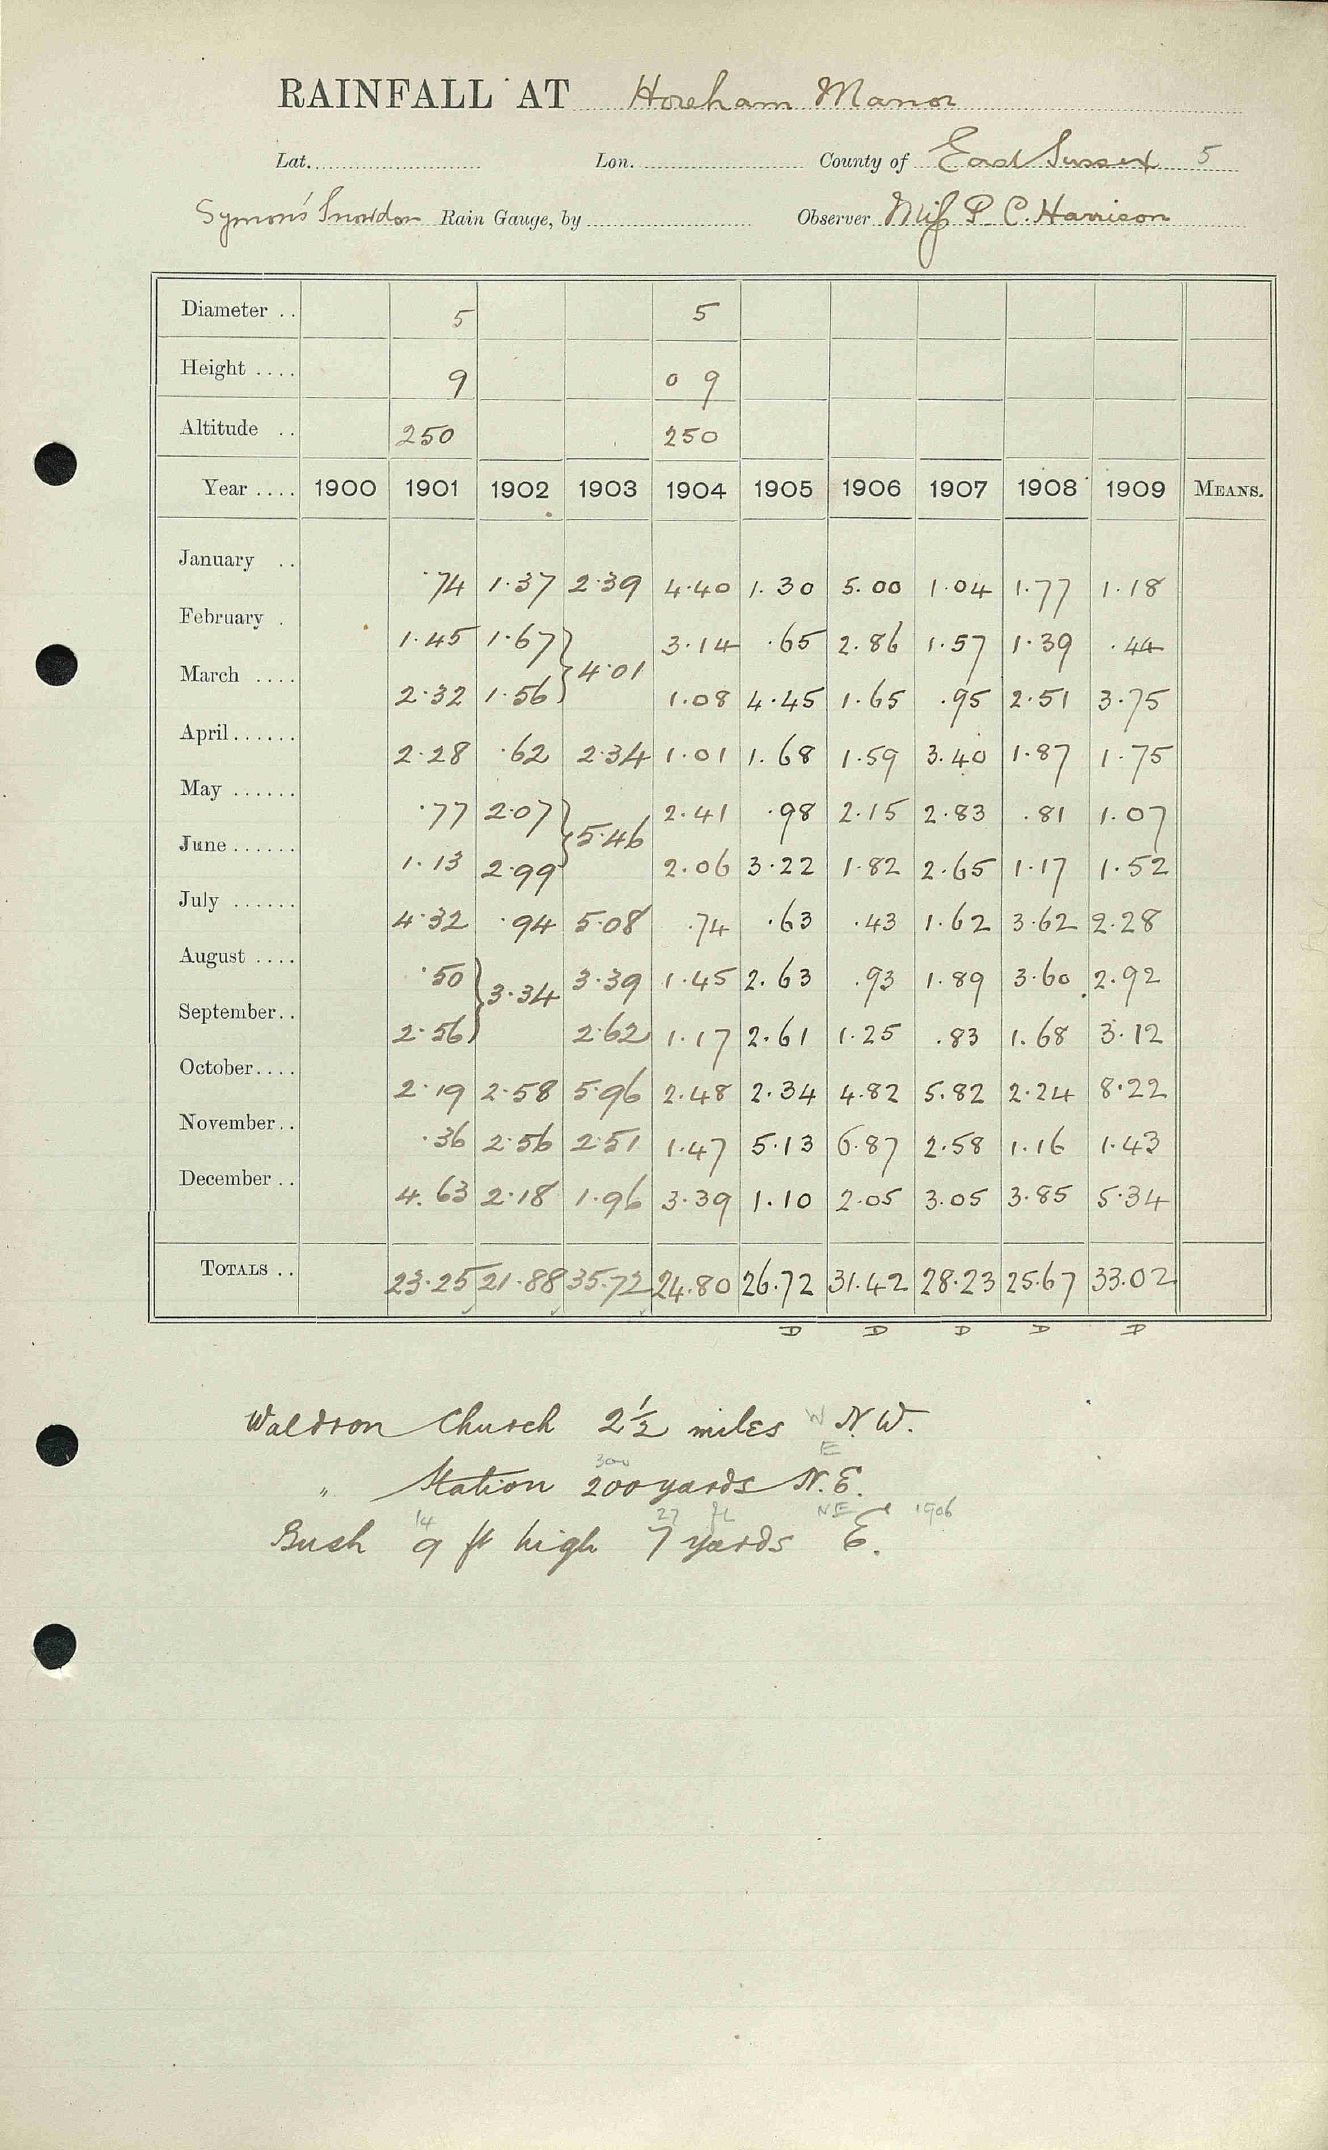 RAINFALL AT Horeham Manor
Lat. Lon. County of East Sussex 5
Symon's Snowdon Rain Gauge, by Observer Miss P. C. Harrison
Diameter .. 5 5
Height .... 9 0 9
Altitude .. 250 250
Year .... 1900 1901 1902 1903 1904 1905 1906 1907 1908 1909 MEANS.
January .. .74 1.37 2.39 4.40 1.30 5.00 1.04 1.77 1.18
February . 1.45 1.67 } 3.14 .65 2.86 1.57 1.39 .44
4.01
March .... 2.32 1.56 1.08 4.45 1.65 .95 2.51 3.75
April...... 2.28 .62 2.34 1.01 1.68 1.59 3.40 1.87 1.75
May ...... .77 2.07 } 2.41 .98 2.15 2.83 .81 1.07
5.46
June...... 1.13 2.99 2.06 3.22 1.82 2.65 1.17 1.52
July ...... 4.32 .94 5.08 .74 .63 .43 1.62 3.62 2.28
August .... .50 } 3.34 3.39 1.45 2.63 .93 1.89 3.60 2.92
September.. 2.56 2.62 1.17 2.61 1.25 .83 1.68 3.12
October.... 2.19 2.58 5.96 2.48 2.34 4.82 5.82 2.24 8.22
November.. .36 2.56 2.51 1.47 5.13 6.87 2.58 1.16 1.43
December .. 4.63 2.18 1.96 3.39 1.10 2.05 3.05 3.85 5.34
TOTALS .. 23.25 21.88 35.72 24.80 26.72 31.42 28.23 25.67 33.02
D D D D D
Waldron Church 2½ miles W N.W.
300 E
" Station 200 yards N.E.
14 27 ft NE 1906
Bush 9 ft high 7 yards E.